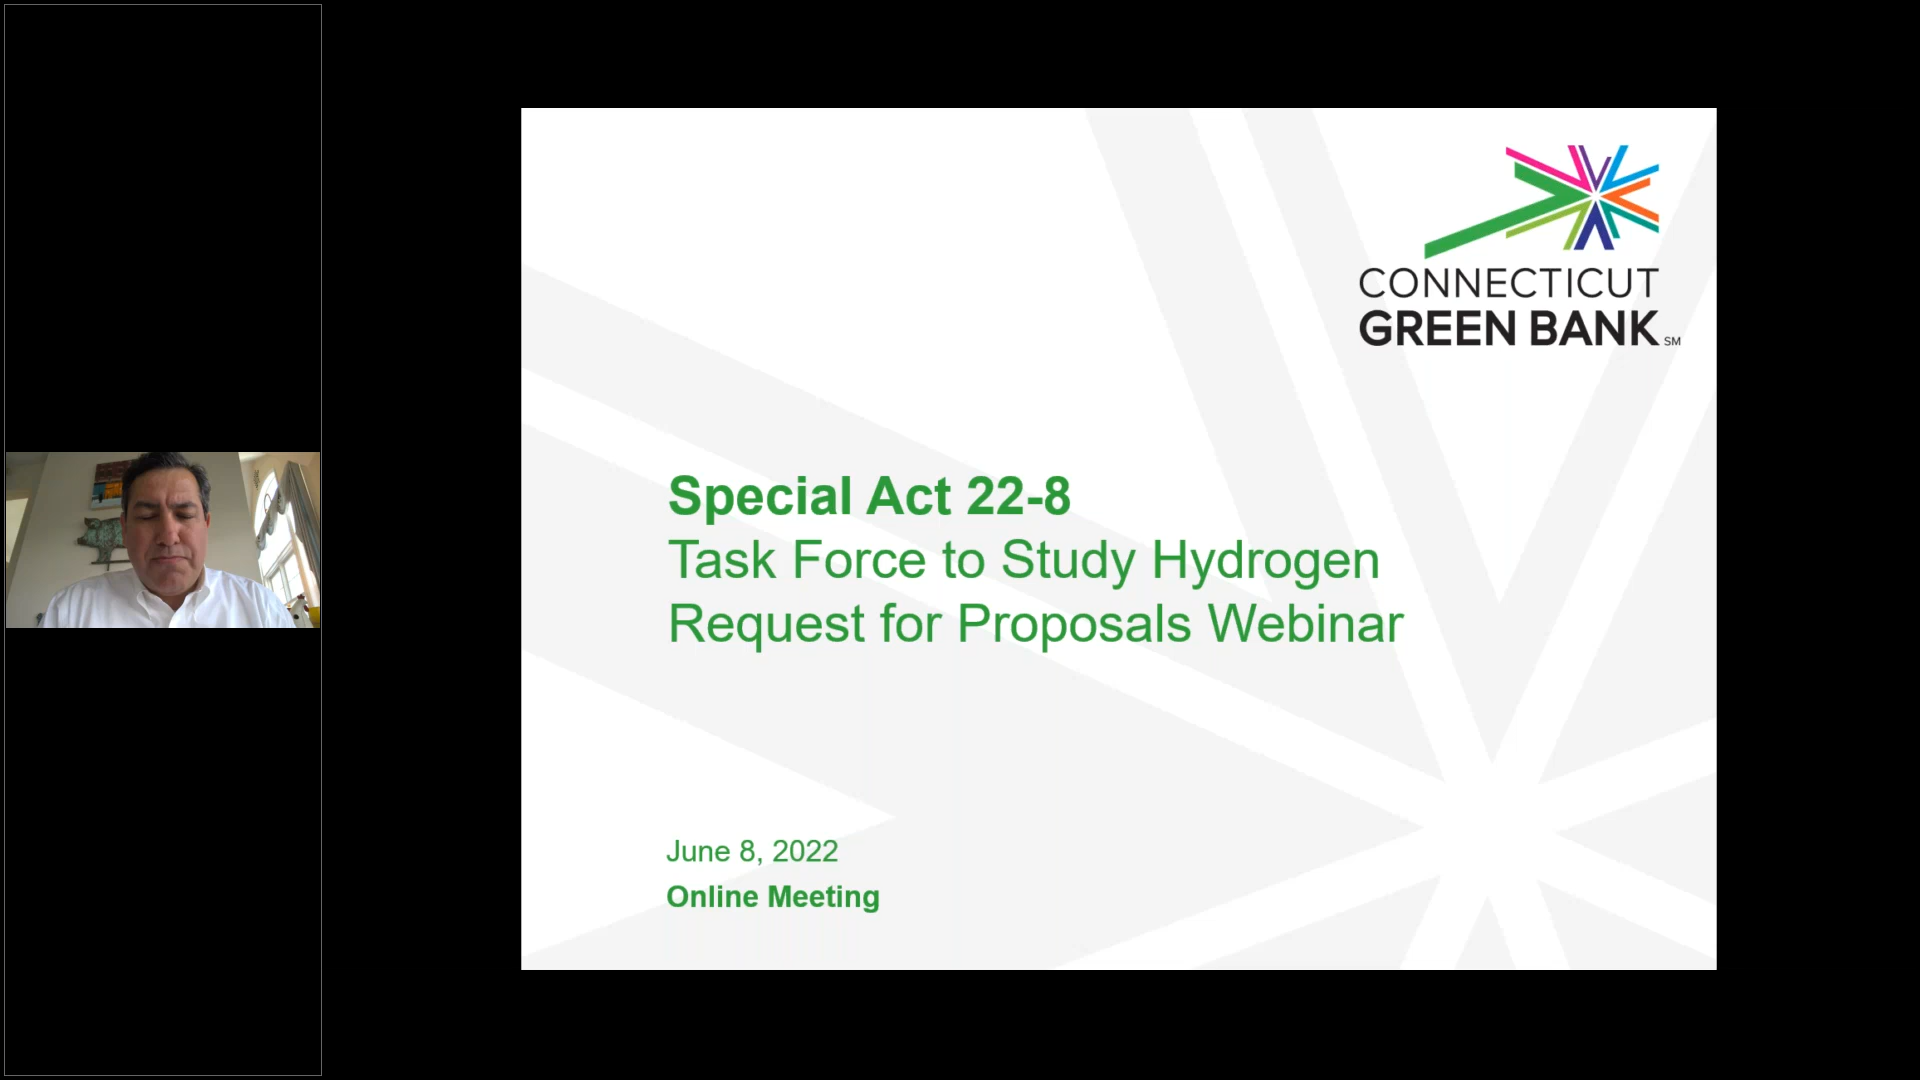 CONNECTICUT
GREEN BANK SM
Special Act 22-8
Task Force to Study Hydrogen
Request for Proposals Webinar
June 8, 2022
Online Meeting